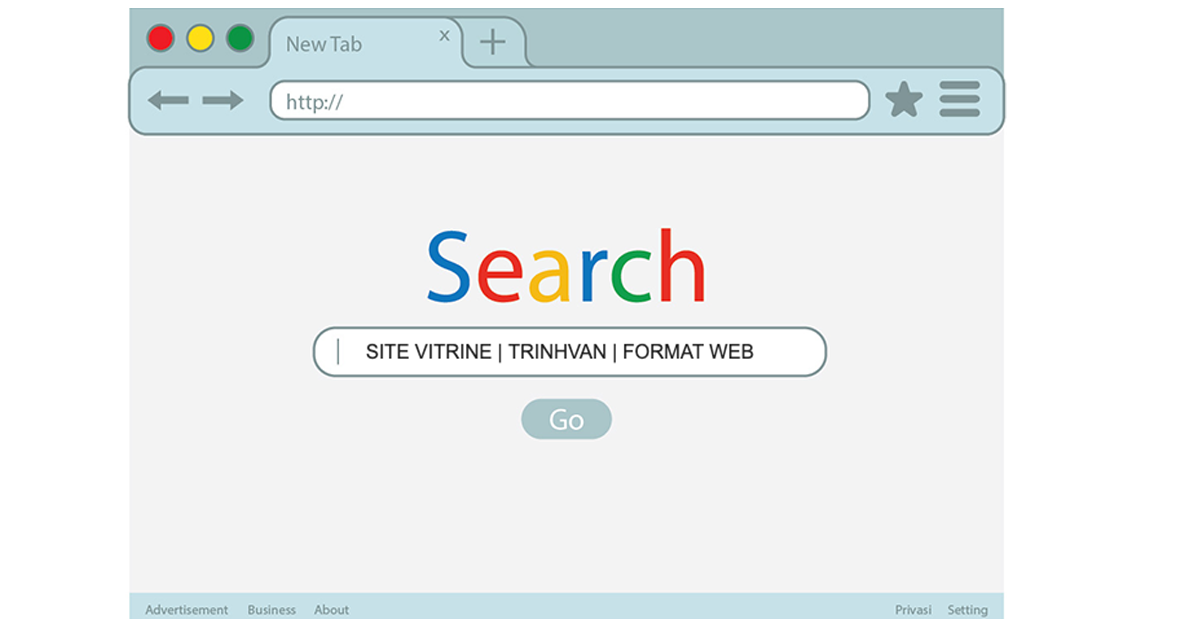 New Tab x +
http://
Search
SITE VITRINE | TRINHVAN | FORMAT WEB
Go
Advertisement Business About Privasi Setting